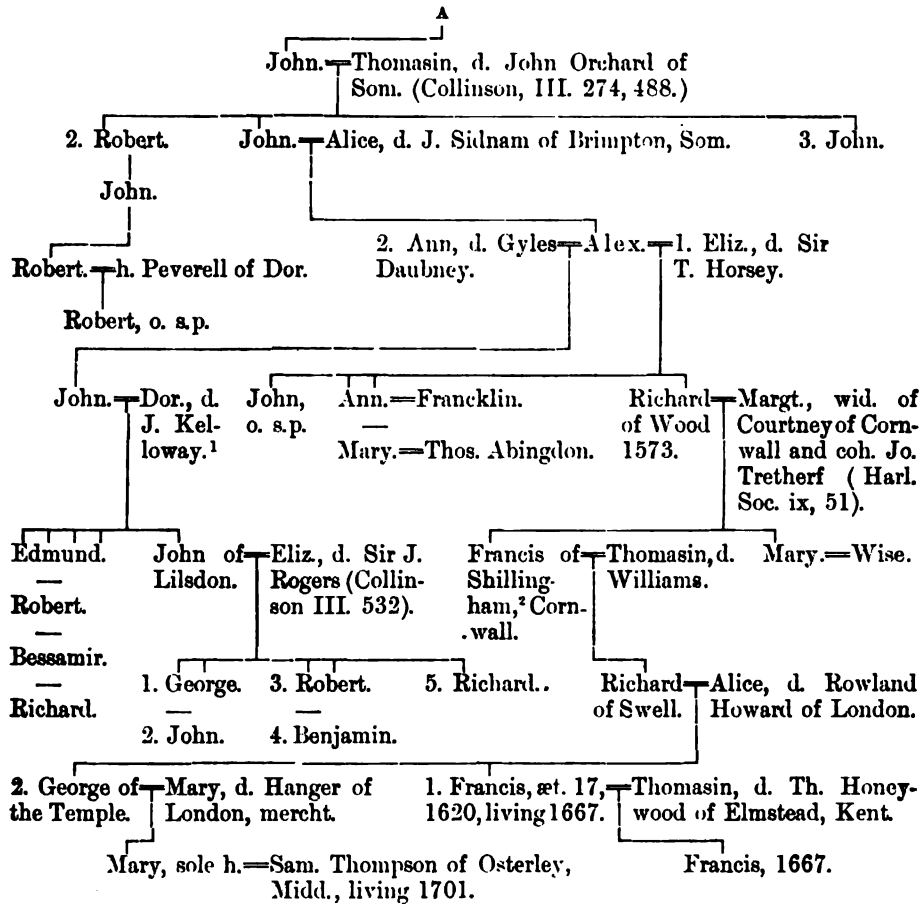 A
John. Thomasin, d. John Orchard of
Som. (Collinson, III. 274, 488.)
2. Robert. John. Alice, d. J. Sidnam of Brimpton, Som. 3. John.
John.
2. Ann, d. Gyles Alex. 1. Eliz., d. Sir
Daubney. T. Horsey.
Robert. h. Peverell of Dor.
Robert, o. s.p.
John. Dor., d.
J. Kel-
loway.¹
John,
o. s.p.
Ann. Francklin.
—
Mary. Thos. Abingdon.
Richard
of Wood
1573.
Margt., wid. of
Courtney of Corn-
wall and coh. Jo.
Tretherf (Harl.
Soc. ix, 51).
Edmund.
—
Robert.
—
Bessamir.
—
Richard.
John of
Lilsdon.
Eliz., d. Sir J.
Rogers (Collin-
son III. 532).
Francis of
Shilling-
ham,² Corn-
wall.
Thomasin, d.
Williams.
Mary. Wise.
1. George. 3. Robert. 5. Richard..
— —
2. John. 4. Benjamin.
Richard
of Swell.
Alice, d. Rowland
Howard of London.
2. George of
the Temple.
Mary, d. Hanger of
London, mercht.
1. Francis, æt. 17,
1620, living 1667.
Thomasin, d. Th. Honey-
wood of Elmstead, Kent.
Mary, sole h. Sam. Thompson of Osterley,
Midd., living 1701.
Francis, 1667.